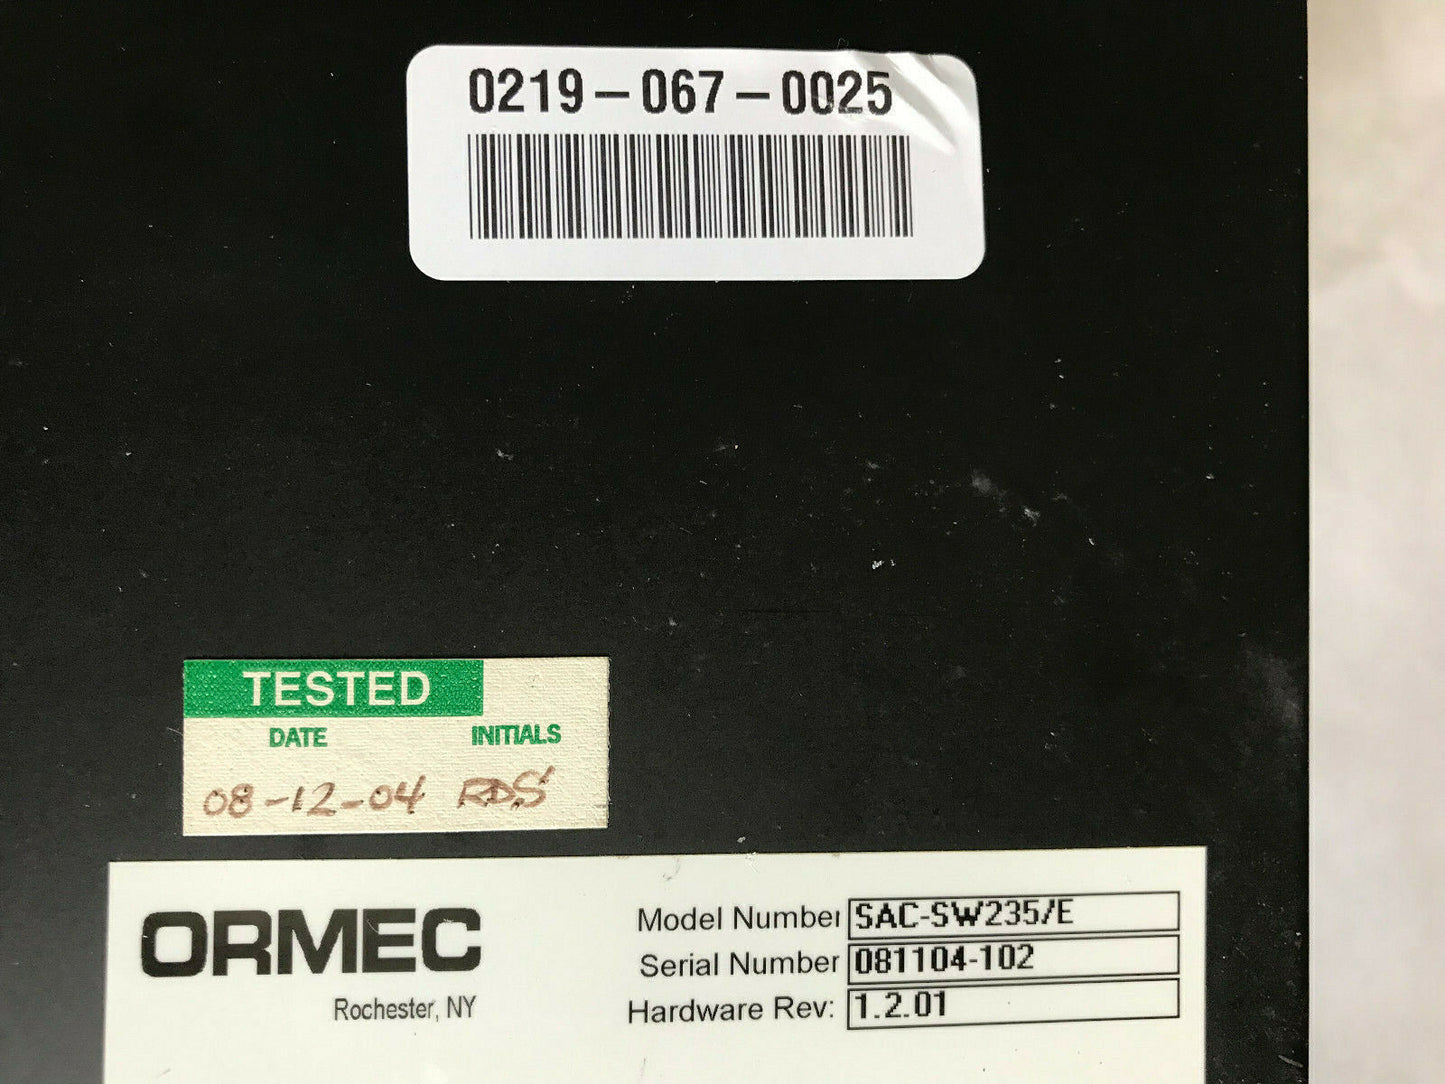 0219-067-0025
TESTED
DATE INITIALS
08-12-04 RDS
ORMEC
Rochester, NY
Model Number SAC-SW235/E
Serial Number 081104-102
Hardware Rev: 1.2.01